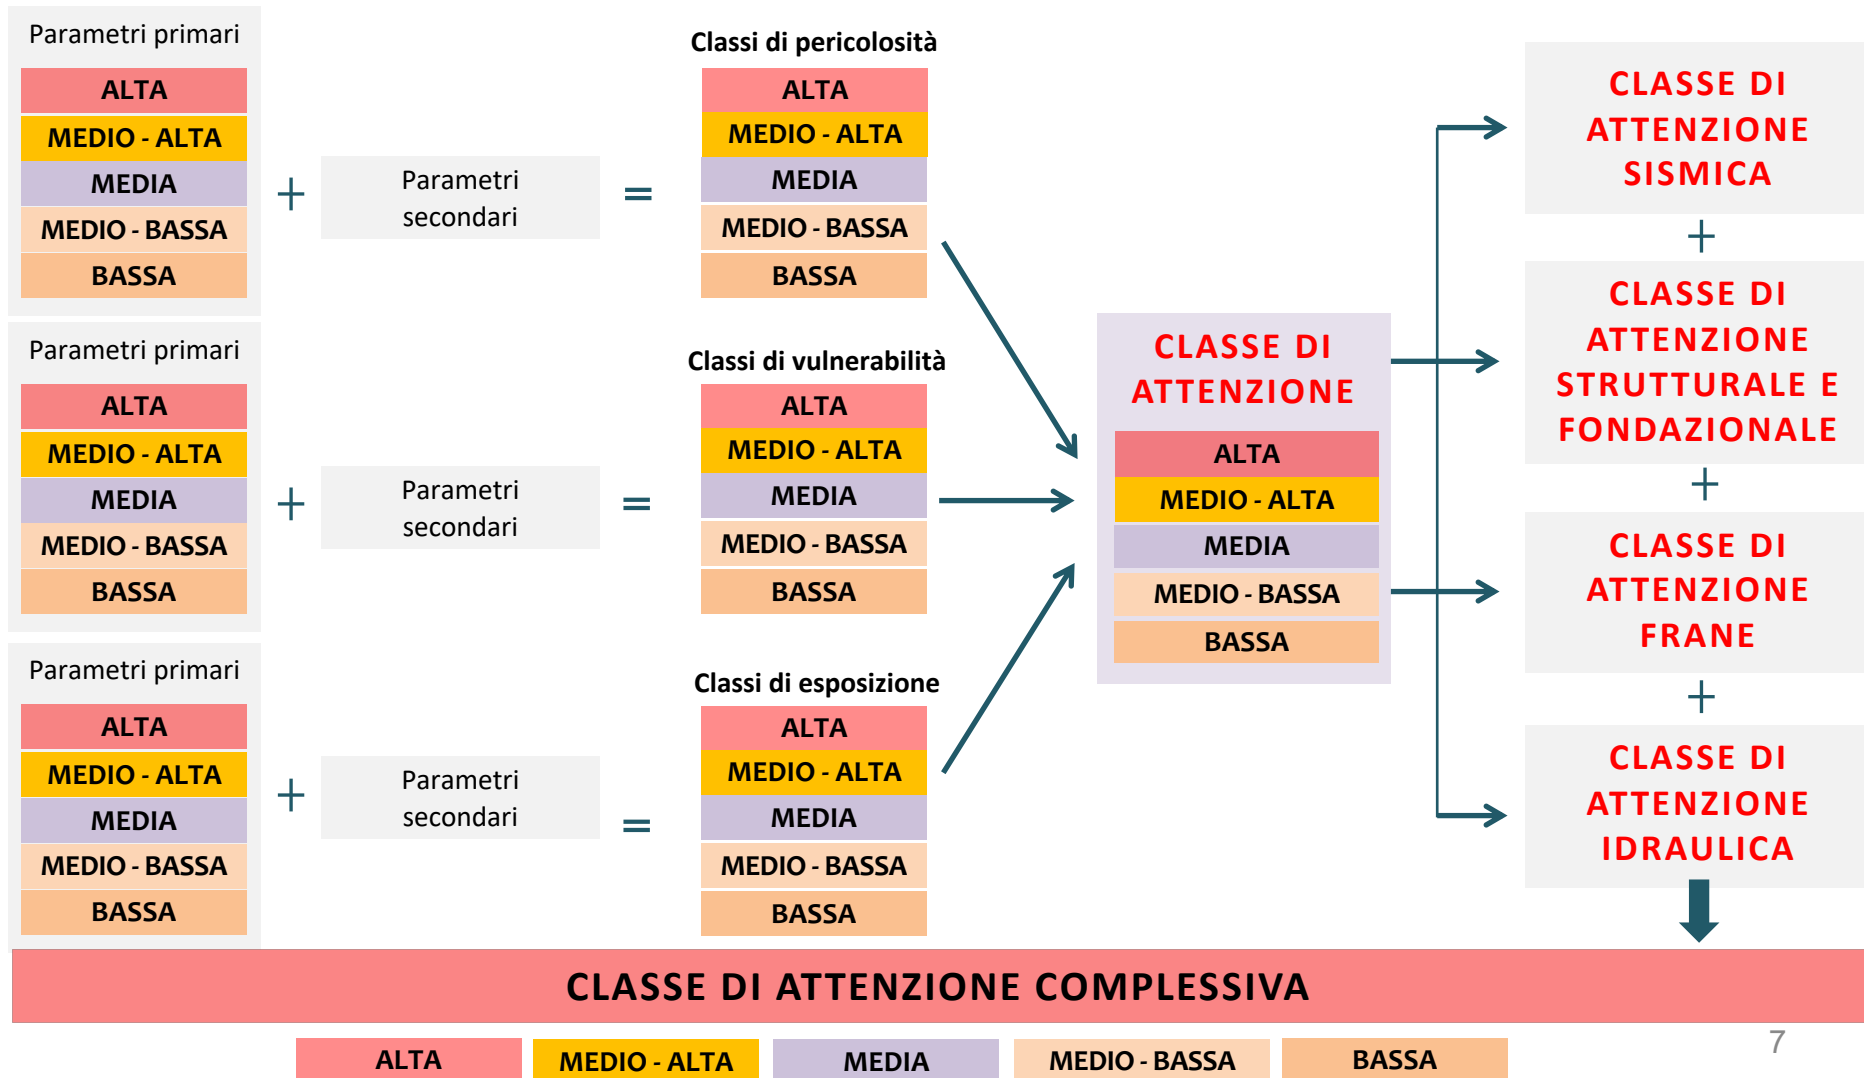 Parametri primari
ALTA
MEDIO - ALTA
MEDIA
MEDIO - BASSA
BASSA
+
Parametri
secondari
=
Classi di pericolosità
ALTA
MEDIO - ALTA
MEDIA
MEDIO - BASSA
BASSA
Parametri primari
ALTA
MEDIO - ALTA
MEDIA
MEDIO - BASSA
BASSA
+
Parametri
secondari
=
Classi di vulnerabilità
ALTA
MEDIO - ALTA
MEDIA
MEDIO - BASSA
BASSA
Parametri primari
ALTA
MEDIO - ALTA
MEDIA
MEDIO - BASSA
BASSA
+
Parametri
secondari
=
Classi di esposizione
ALTA
MEDIO - ALTA
MEDIA
MEDIO - BASSA
BASSA
CLASSE DI
ATTENZIONE
ALTA
MEDIO - ALTA
MEDIA
MEDIO - BASSA
BASSA
CLASSE DI
ATTENZIONE
SISMICA
+
CLASSE DI
ATTENZIONE
STRUTTURALE E
FONDAZIONALE
+
CLASSE DI
ATTENZIONE
FRANE
+
CLASSE DI
ATTENZIONE
IDRAULICA
CLASSE DI ATTENZIONE COMPLESSIVA
ALTA
MEDIO - ALTA
MEDIA
MEDIO - BASSA
BASSA
7